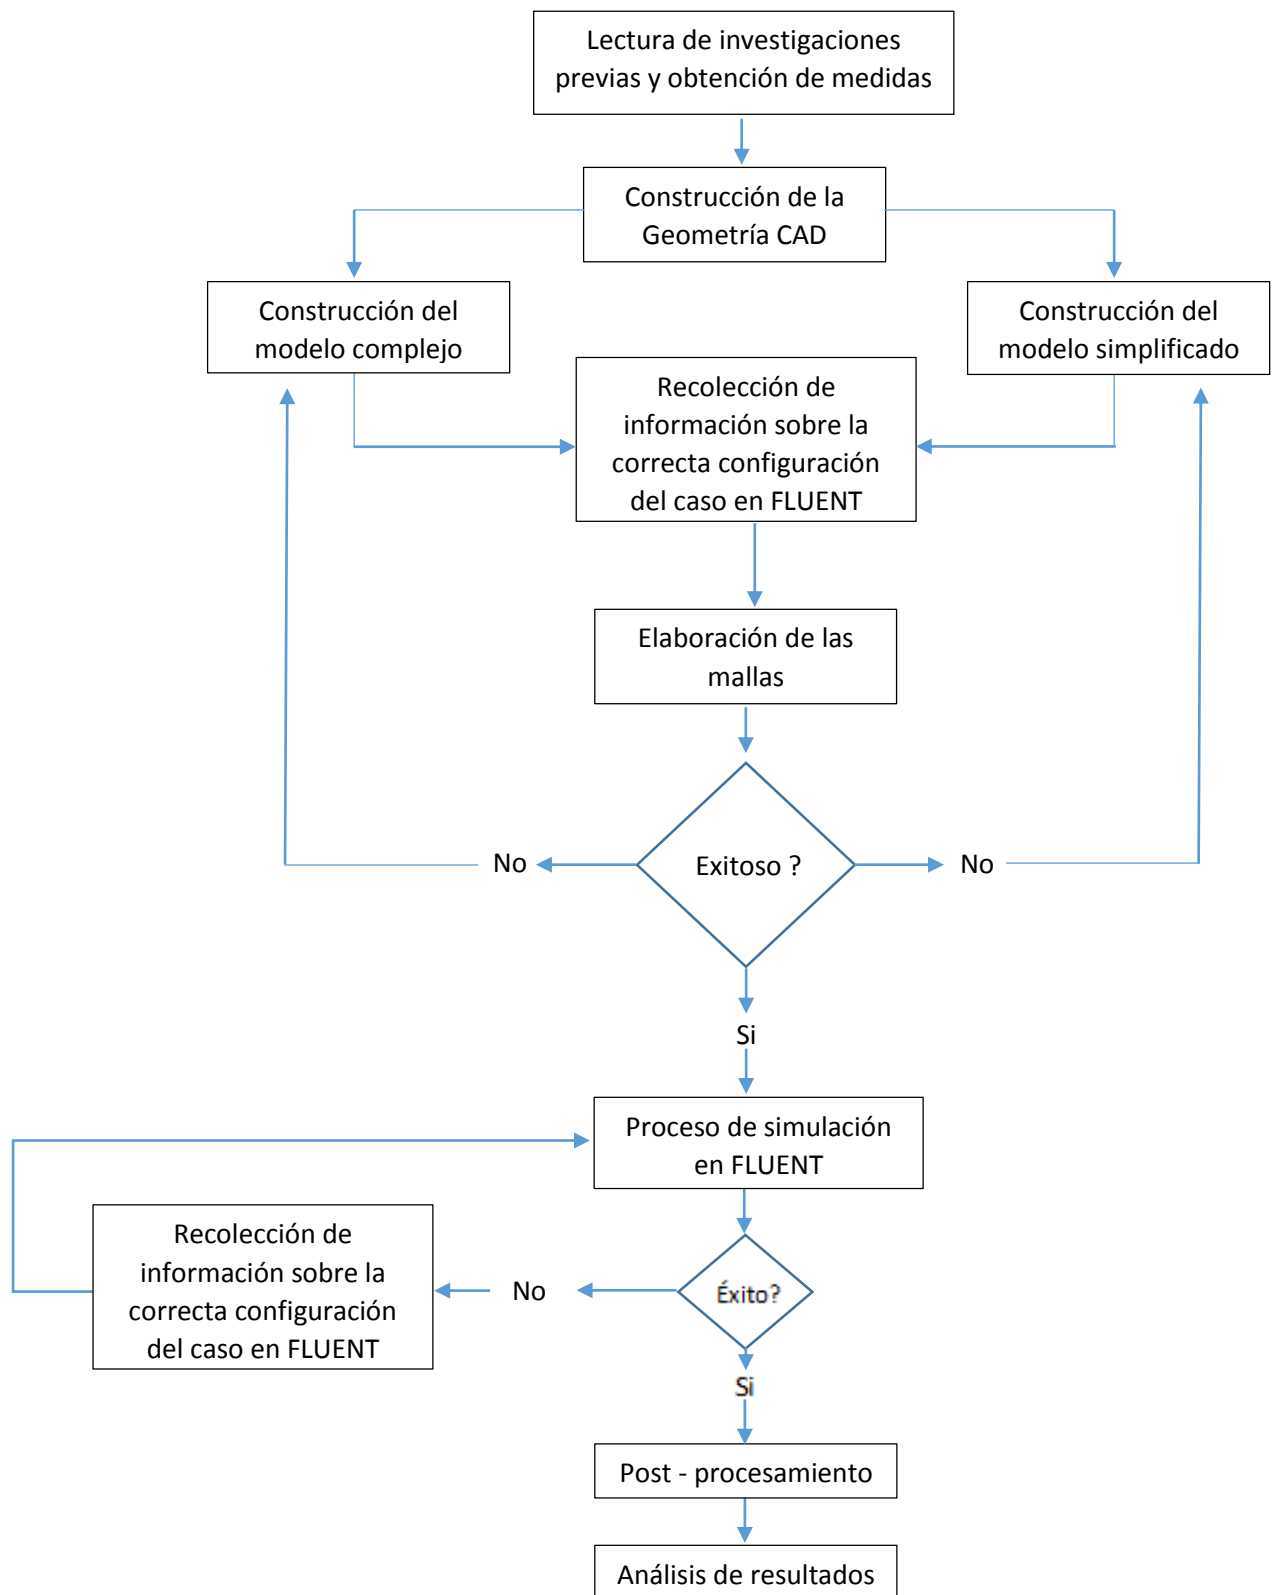 Lectura de investigaciones
previas y obtención de medidas
Construcción de la
Geometría CAD
Construcción del
modelo complejo
Construcción del
modelo simplificado
Recolección de
información sobre la
correcta configuración
del caso en FLUENT
Elaboración de las
mallas
No
Exitoso ?
No
Si
Proceso de simulación
en FLUENT
Recolección de
información sobre la
correcta configuración
del caso en FLUENT
No
Éxito?
Si
Post - procesamiento
Análisis de resultados